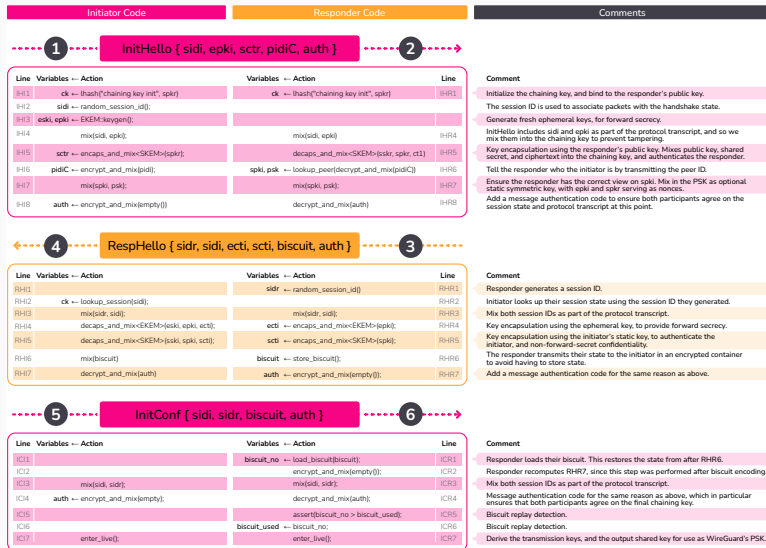 Initiator Code Responder Code Comments
1 InitHello { sidi, epki, sctr, pidiC, auth } 2
Line Variables ← Action Variables ← Action Line Comment
IHI1 ck ← lhash("chaining key init", spkr) ck ← lhash("chaining key init", spkr) IHR1 Initialize the chaining key, and bind to the responder's public key.
IHI2 sidi ← random_session_id(); The session ID is used to associate packets with the handshake state.
IHI3 eski, epki ← EKEM::keygen(); Generate fresh ephemeral keys, for forward secrecy.
IHI4 mix(sidi, epki); mix(sidi, epki) IHR4 InitHello includes sidi and epki as part of the protocol transcript, and so we
mix them into the chaining key to prevent tampering.
IHI5 sctr ← encaps_and_mix<SKEM>(spkr); decaps_and_mix<SKEM>(sskr, spkr, ct1) IHR5 Key encapsulation using the responder's public key. Mixes public key, shared
secret, and ciphertext into the chaining key, and authenticates the responder.
IHI6 pidiC ← encrypt_and_mix(pidi); spki, psk ← lookup_peer(decrypt_and_mix(pidiC)) IHR6 Tell the responder who the initiator is by transmitting the peer ID.
IHI7 mix(spki, psk); mix(spki, psk); IHR7 Ensure the responder has the correct view on spki. Mix in the PSK as optional
static symmetric key, with epki and spkr serving as nonces.
IHI8 auth ← encrypt_and_mix(empty()) decrypt_and_mix(auth) IHR8 Add a message authentication code to ensure both participants agree on the
session state and protocol transcript at this point.
4 RespHello { sidr, sidi, ecti, scti, biscuit, auth } 3
Line Variables ← Action Variables ← Action Line Comment
RHI1 sidr ← random_session_id() RHR1 Responder generates a session ID.
RHI2 ck ← lookup_session(sidi); RHR2 Initiator looks up their session state using the session ID they generated.
RHI3 mix(sidr, sidi); mix(sidr, sidi); RHR3 Mix both session IDs as part of the protocol transcript.
RHI4 decaps_and_mix<EKEM>(eski, epki, ecti); ecti ← encaps_and_mix<EKEM>(epki); RHR4 Key encapsulation using the ephemeral key, to provide forward secrecy.
RHI5 decaps_and_mix<SKEM>(sski, spki, scti); scti ← encaps_and_mix<SKEM>(spki); RHR5 Key encapsulation using the initiator's static key, to authenticate the
initiator, and non-forward-secret confidentiality.
RHI6 mix(biscuit) biscuit ← store_biscuit(); RHR6 The responder transmits their state to the initiator in an encrypted container
to avoid having to store state.
RHI7 decrypt_and_mix(auth) auth ← encrypt_and_mix(empty()); RHR7 Add a message authentication code for the same reason as above.
5 InitConf { sidi, sidr, biscuit, auth } 6
Line Variables ← Action Variables ← Action Line Comment
ICI1 biscuit_no ← load_biscuit(biscuit); ICR1 Responder loads their biscuit. This restores the state from after RHR6.
ICI2 encrypt_and_mix(empty()); ICR2 Responder recomputes RHR7, since this step was performed after biscuit encoding.
ICI3 mix(sidi, sidr); mix(sidi, sidr); ICR3 Mix both session IDs as part of the protocol transcript.
ICI4 auth ← encrypt_and_mix(empty); decrypt_and_mix(auth); ICR4 Message authentication code for the same reason as above, which in particular
ensures that both participants agree on the final chaining key.
ICI5 assert(biscuit_no > biscuit_used); ICR5 Biscuit replay detection.
ICI6 biscuit_used ← biscuit_no; ICR6 Biscuit replay detection.
ICI7 enter_live(); enter_live(); ICR7 Derive the transmission keys, and the output shared key for use as WireGuard's PSK.